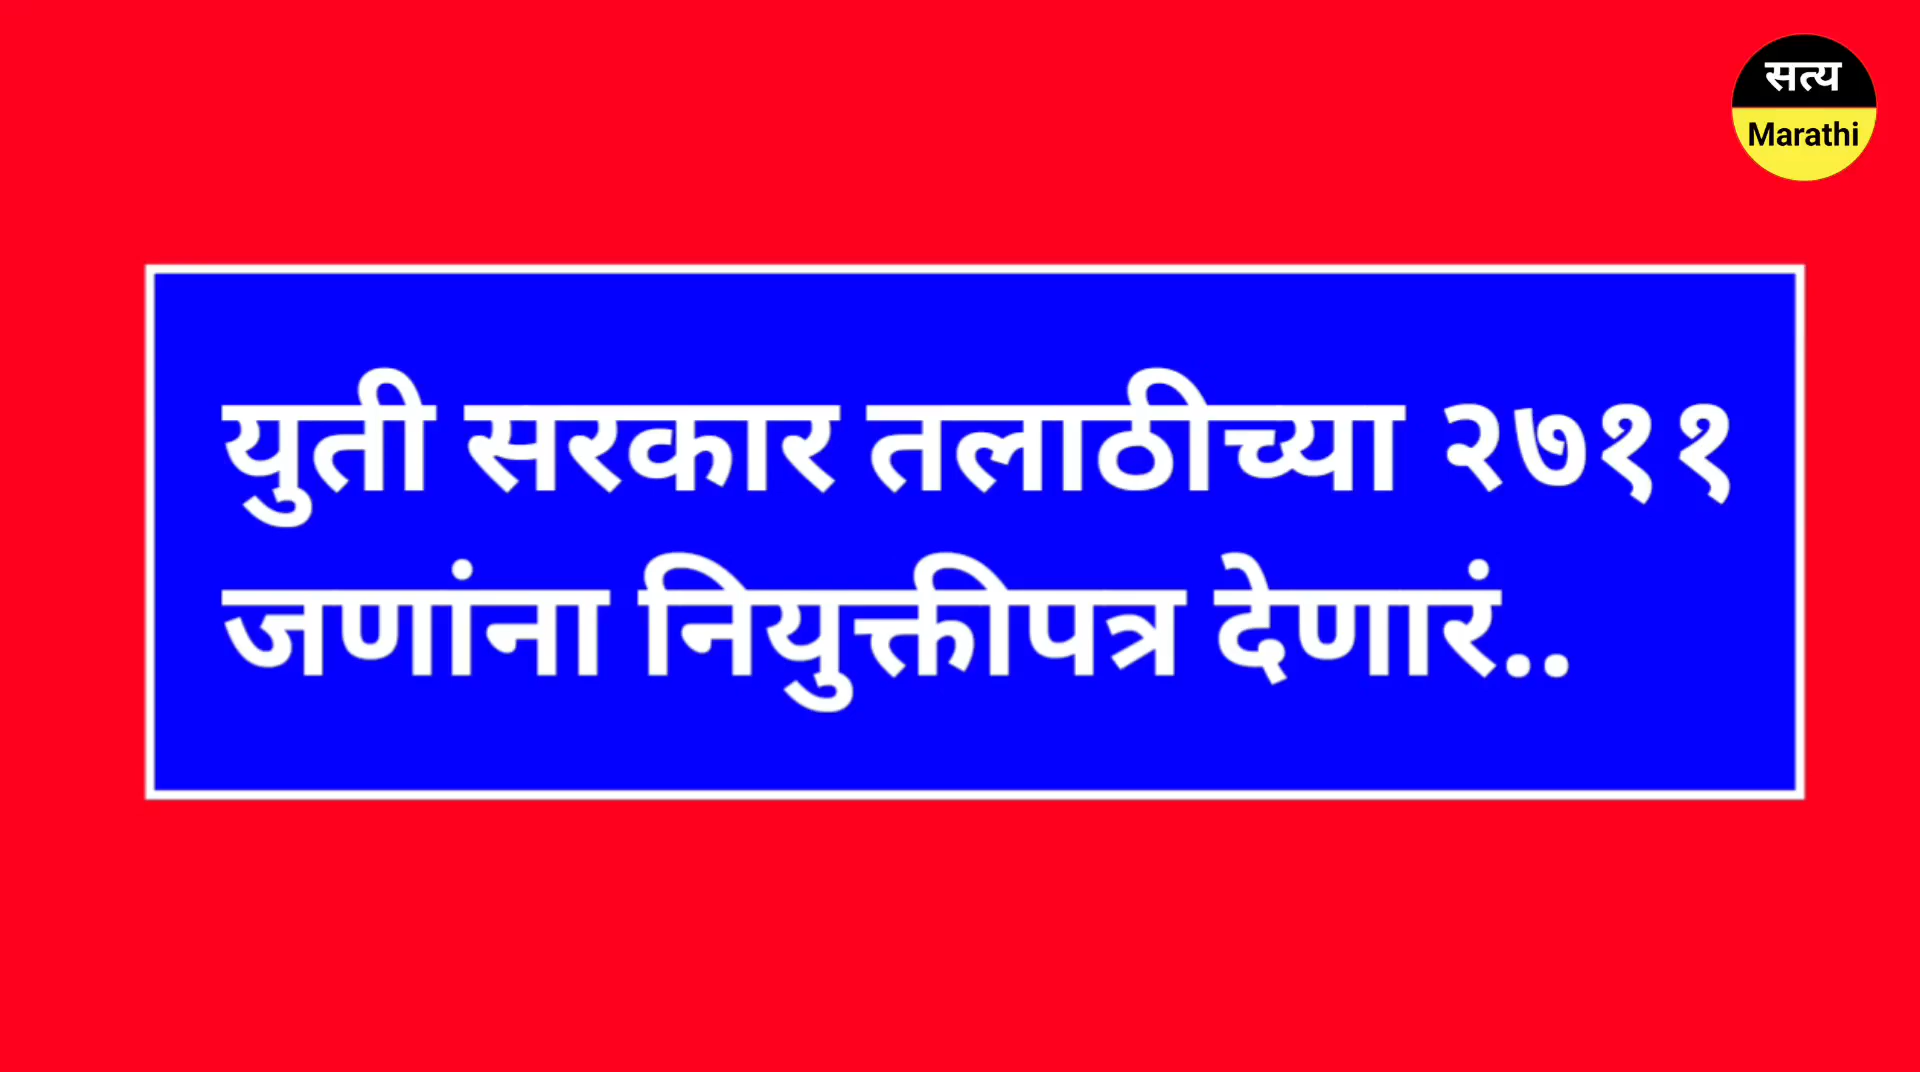 सत्य
Marathi
युती सरकार तलाठीच्या २७११
जणांना नियुक्तीपत्र देणारं..